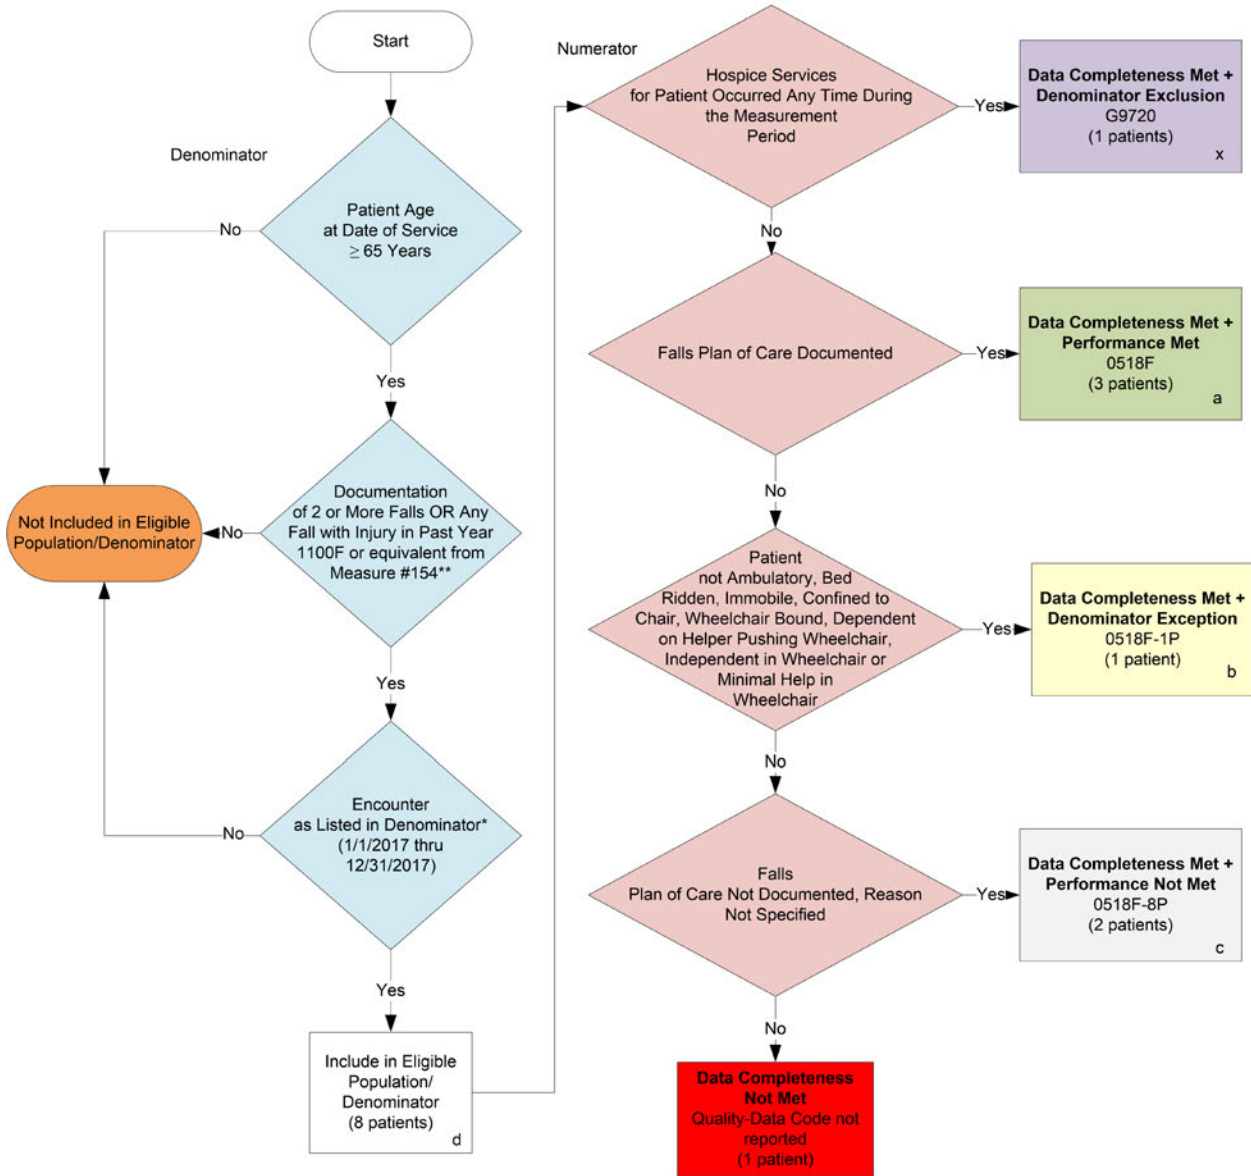 Start
Denominator
Patient Age
at Date of Service
≥ 65 Years
No
Yes
Documentation
of 2 or More Falls OR Any
Fall with Injury in Past Year
1100F or equivalent from
Measure #154**
No
Not Included in Eligible
Population/Denominator
Yes
Encounter
as Listed in Denominator*
(1/1/2017 thru
12/31/2017)
No
Yes
Include in Eligible
Population/
Denominator
(8 patients)
d
Numerator
Hospice Services
for Patient Occurred Any Time During
the Measurement
Period
Yes
Data Completeness Met +
Denominator Exclusion
G9720
(1 patients)
x
No
Falls Plan of Care Documented
Yes
Data Completeness Met +
Performance Met
0518F
(3 patients)
a
No
Patient
not Ambulatory, Bed
Ridden, Immobile, Confined to
Chair, Wheelchair Bound, Dependent
on Helper Pushing Wheelchair,
Independent in Wheelchair or
Minimal Help in
Wheelchair
Yes
Data Completeness Met +
Denominator Exception
0518F-1P
(1 patient)
b
No
Falls
Plan of Care Not Documented, Reason
Not Specified
Yes
Data Completeness Met +
Performance Not Met
0518F-8P
(2 patients)
c
No
Data Completeness
Not Met
Quality-Data Code not
reported
(1 patient)